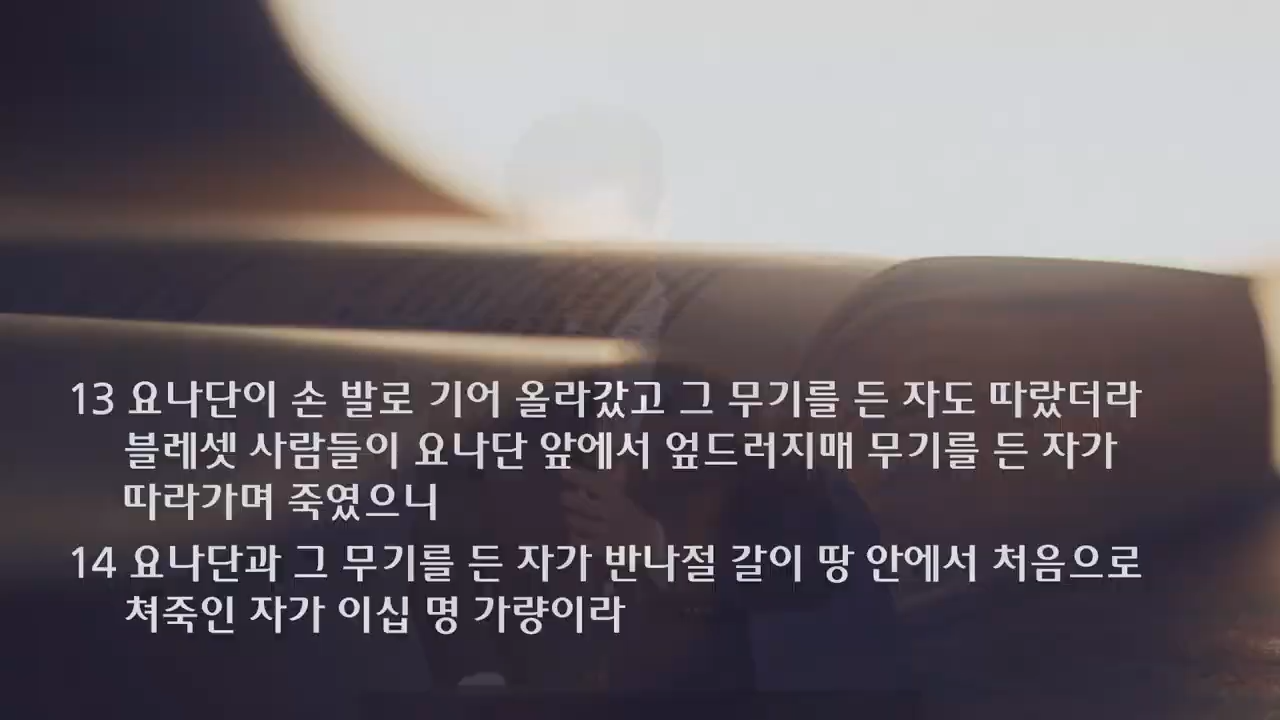 13 요나단이 손 발로 기어 올라갔고 그 무기를 든 자도 따랐더라
블레셋 사람들이 요나단 앞에서 엎드러지매 무기를 든 자가
따라가며 죽였으니
14 요나단과 그 무기를 든 자가 반나절 갈이 땅 안에서 처음으로
쳐죽인 자가 이십 명 가량이라